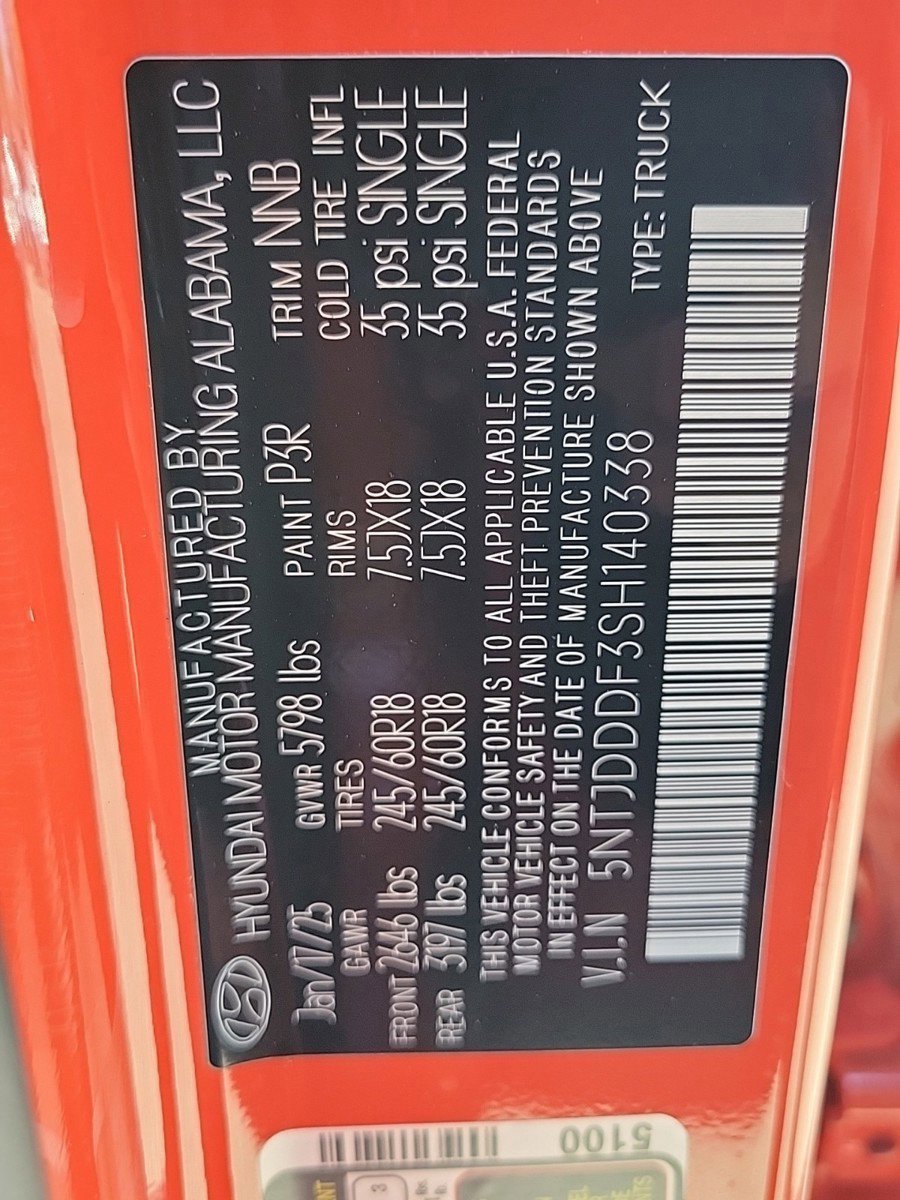 MANUFACTURED BY
HYUNDAI MOTOR MANUFACTURING ALABAMA, LLC
Jan/17/25 GVWR 5798 lbs PAINT P3R TRIM NNB
GAWR TIRES RIMS COLD TIRE INFL
FRONT 2646 lbs 245/60R18 7.5JX18 35 psi SINGLE
REAR 3197 lbs 245/60R18 7.5JX18 35 psi SINGLE
THIS VEHICLE CONFORMS TO ALL APPLICABLE U.S.A. FEDERAL
MOTOR VEHICLE SAFETY AND THEFT PREVENTION STANDARDS
IN EFFECT ON THE DATE OF MANUFACTURE SHOWN ABOVE
V.I.N 5NTJDDDF3SH140338 TYPE: TRUCK
5100
3